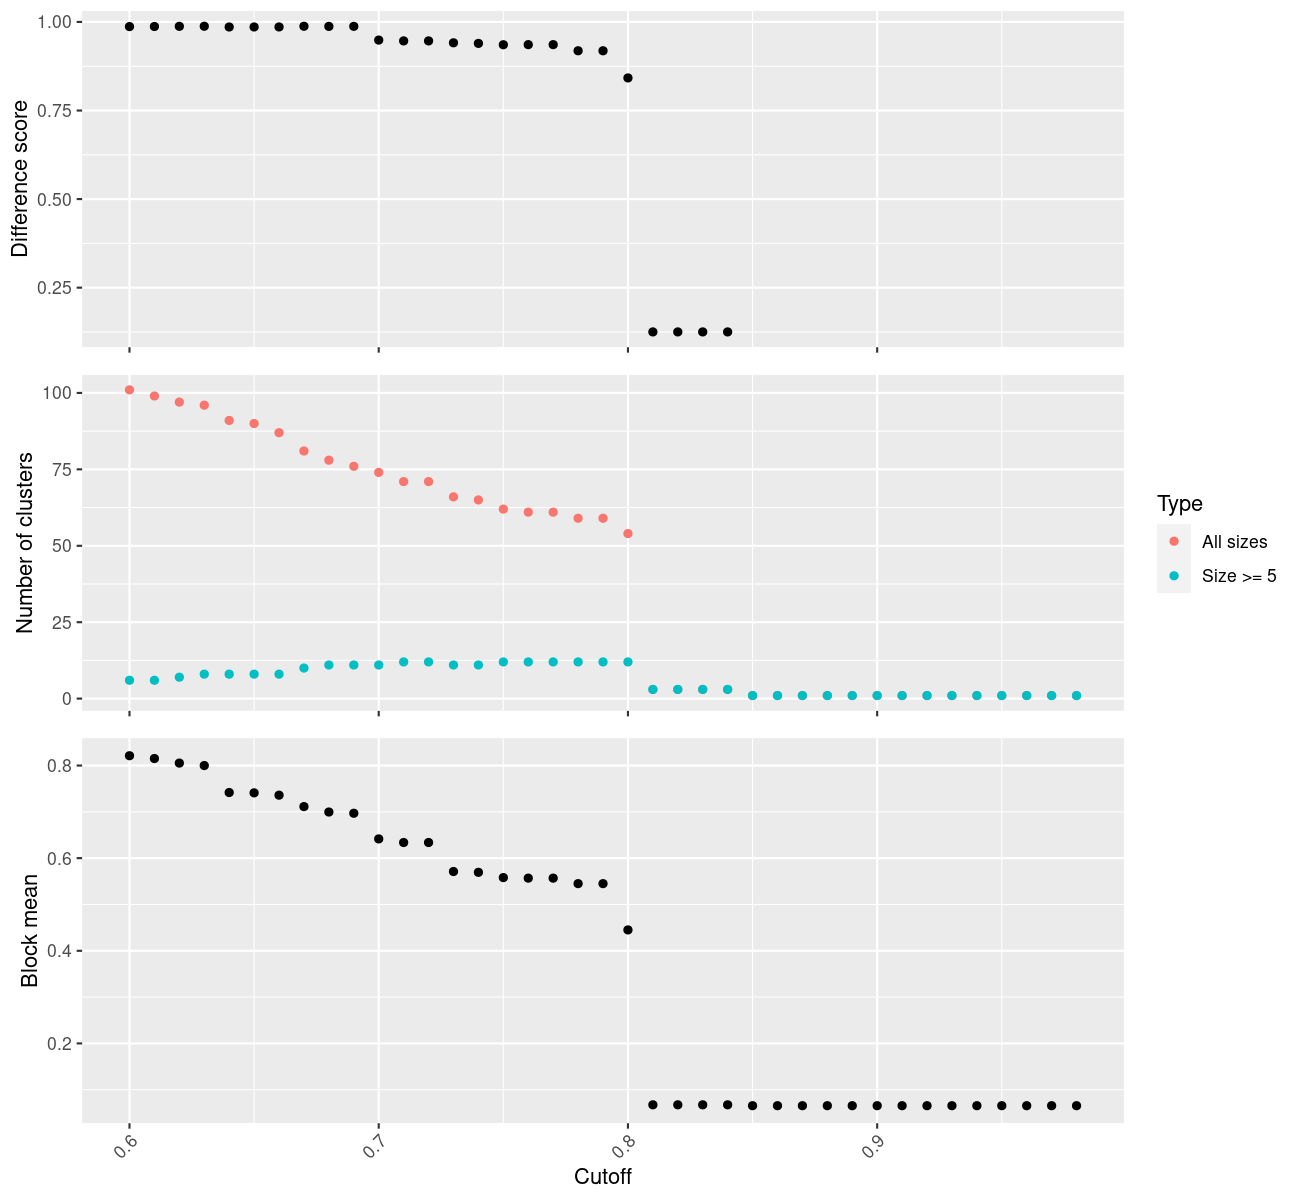 1.00
0.75
0.50
0.25
Difference score
100
75
50
25
0
Number of clusters
Type
All sizes
Size >= 5
0.8
0.6
0.4
0.2
Block mean
0.6 0.7 0.8 0.9
Cutoff